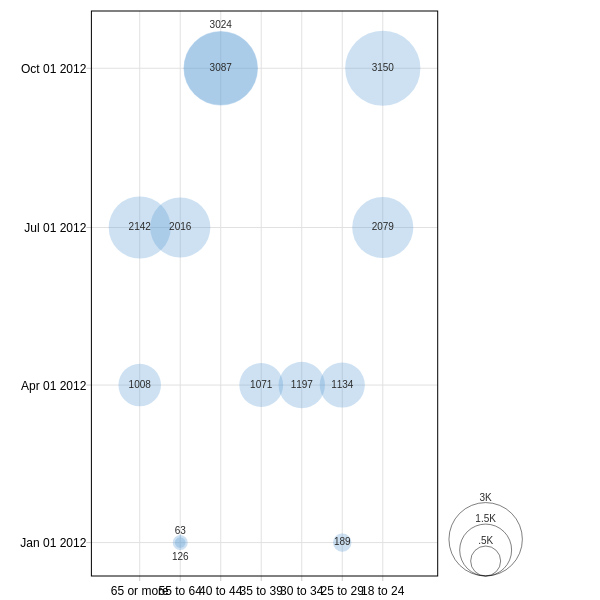 3024
Oct 01 2012 3087 3150
Jul 01 2012 2142 2016 2079
Apr 01 2012 1008 1071 1197 1134
3K
1.5K
.5K
63
Jan 01 2012 189
126
65 or more 55 to 64 40 to 44 35 to 39 30 to 34 25 to 29 18 to 24